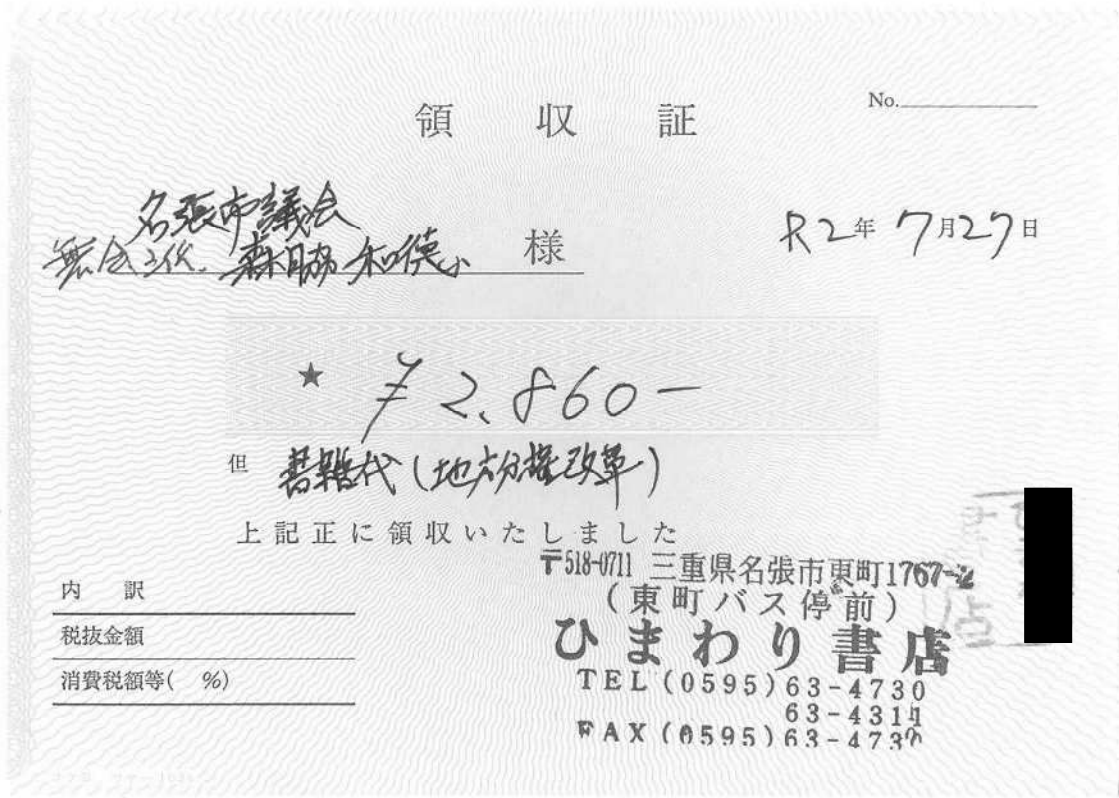 領収証
No.
名張市議会
無会派 森脇和徳 様
R2年 7月27日
★ ¥2,860-
但 書籍代(地方分権改革)
上記正に領収いたしました
〒518-0711 三重県名張市東町1767-2
(東町バス停前)
ひまわり書店
TEL(0595)63-4730
63-4311
FAX(0595)63-4730
内訳
税抜金額
消費税額等( %)